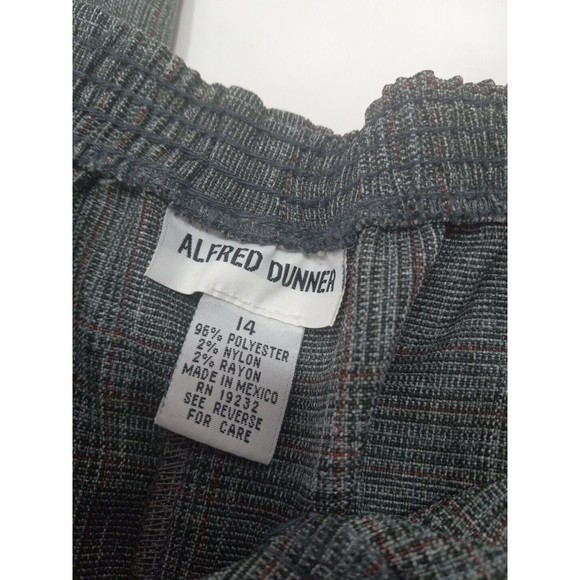 ALFRED DUNNER
14
96% POLYESTER
2% NYLON
2% RAYON
MADE IN MEXICO
RN 19232
SEE REVERSE
FOR CARE